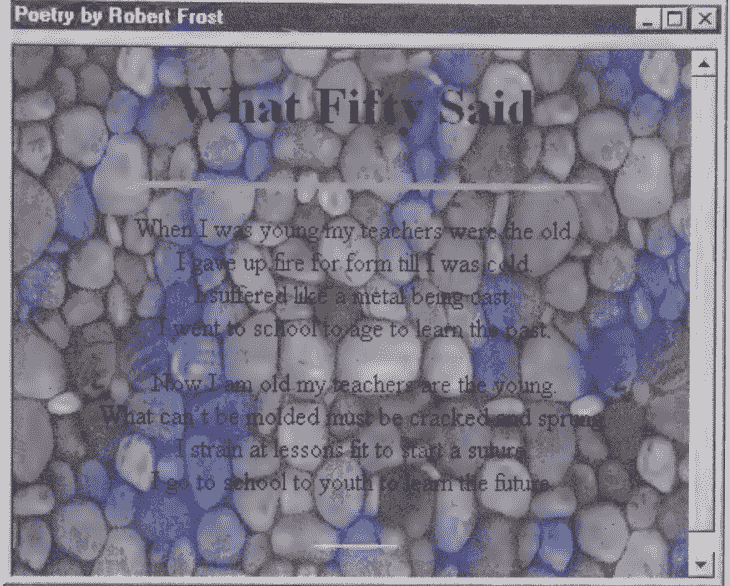 Poetry by Robert Frost
What Fifty Said
When I was young my teachers were the old.
I gave up fire for form till I was cold.
I suffered like a metal being cast
I went to school to age to learn the past.
Now I am old my teachers are the young.
What can't be molded must be cracked and sprung
I strain at lessons fit to start a suture
I go to school to youth to learn the future.